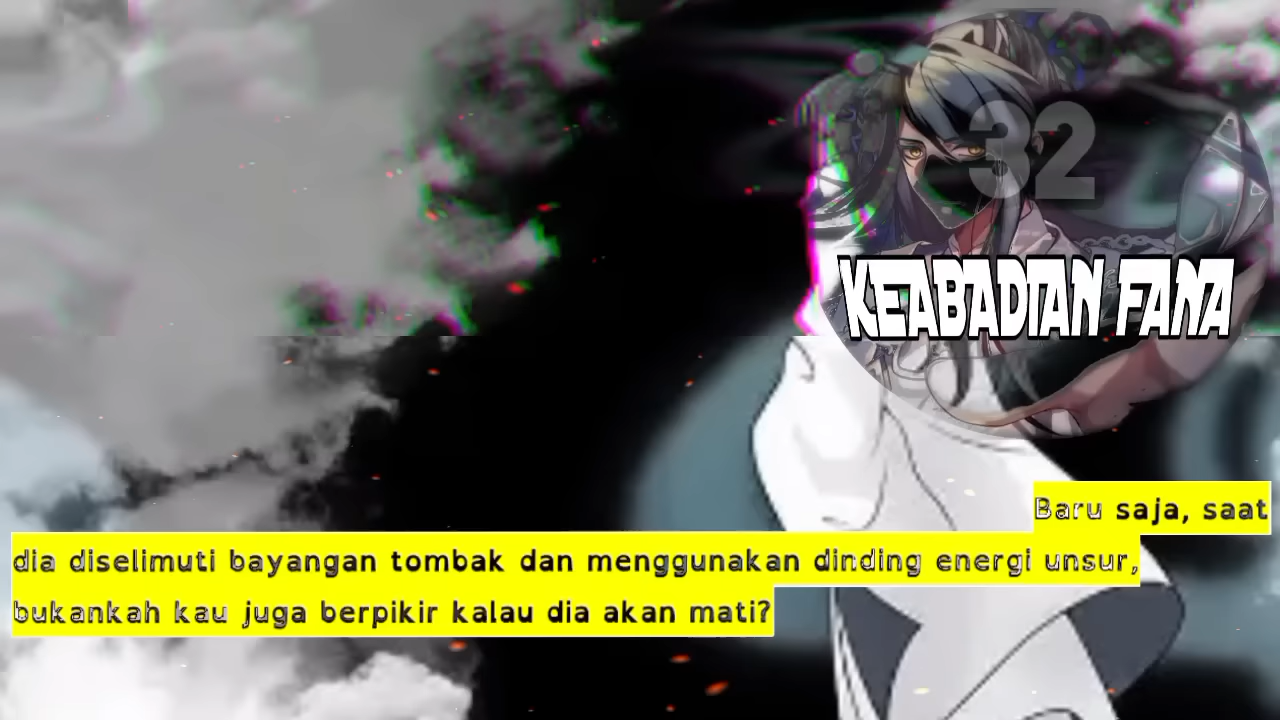 32
KEABADIAN FANA
Baru saja, saat
dia diselimuti bayangan tombak dan menggunakan dinding energi unsur,
bukankah kau juga berpikir kalau dia akan mati?